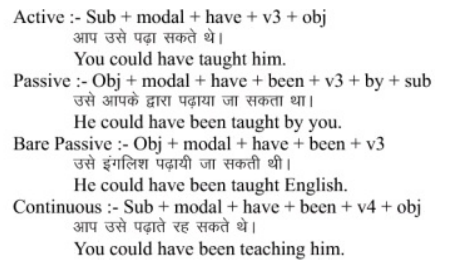 Active :- Sub + modal + have + v3 + obj
आप उसे पढ़ा सकते थे।
You could have taught him.
Passive :- Obj + modal + have + been + v3 + by + sub
उसे आपके द्वारा पढ़ाया जा सकता था।
He could have been taught by you.
Bare Passive :- Obj + modal + have + been + v3
उसे इंगलिश पढ़ायी जा सकती थी।
He could have been taught English.
Continuous :- Sub + modal + have + been + v4 + obj
आप उसे पढ़ाते रह सकते थे।
You could have been teaching him.